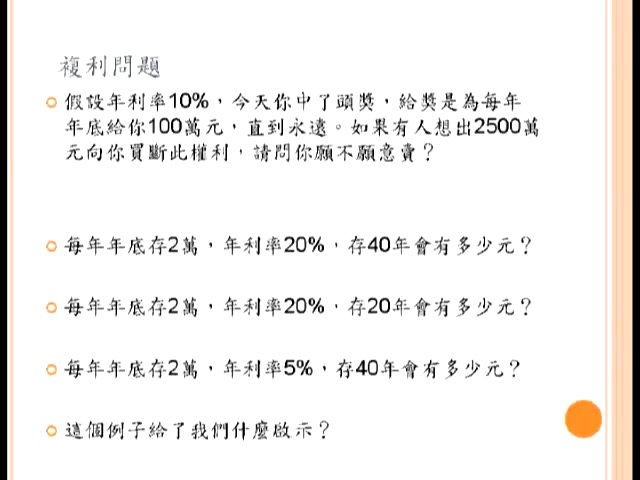 複利問題
假設年利率10%，今天你中了頭獎，給獎是為每年
年底給你100萬元，直到永遠。如果有人想出2500萬
元向你買斷此權利，請問你願不願意賣？
每年年底存2萬，年利率20%，存40年會有多少元？
每年年底存2萬，年利率20%，存20年會有多少元？
每年年底存2萬，年利率5%，存40年會有多少元？
這個例子給了我們什麼啟示？